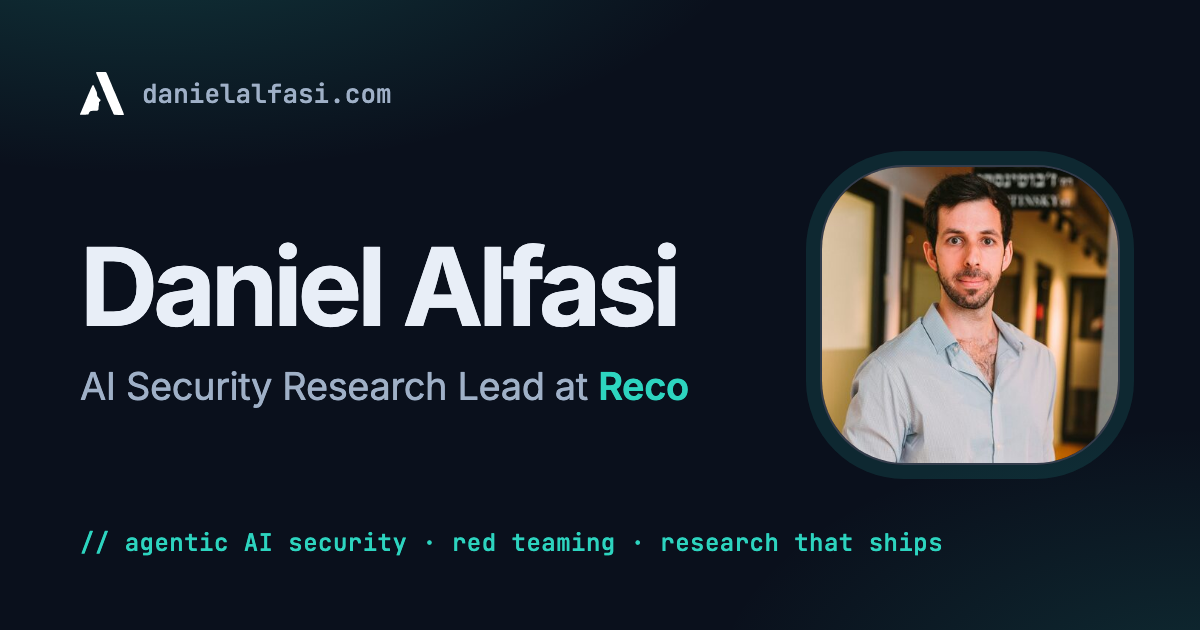 danielalfasi.com
Daniel Alfasi
AI Security Research Lead at Reco
// agentic AI security · red teaming · research that ships